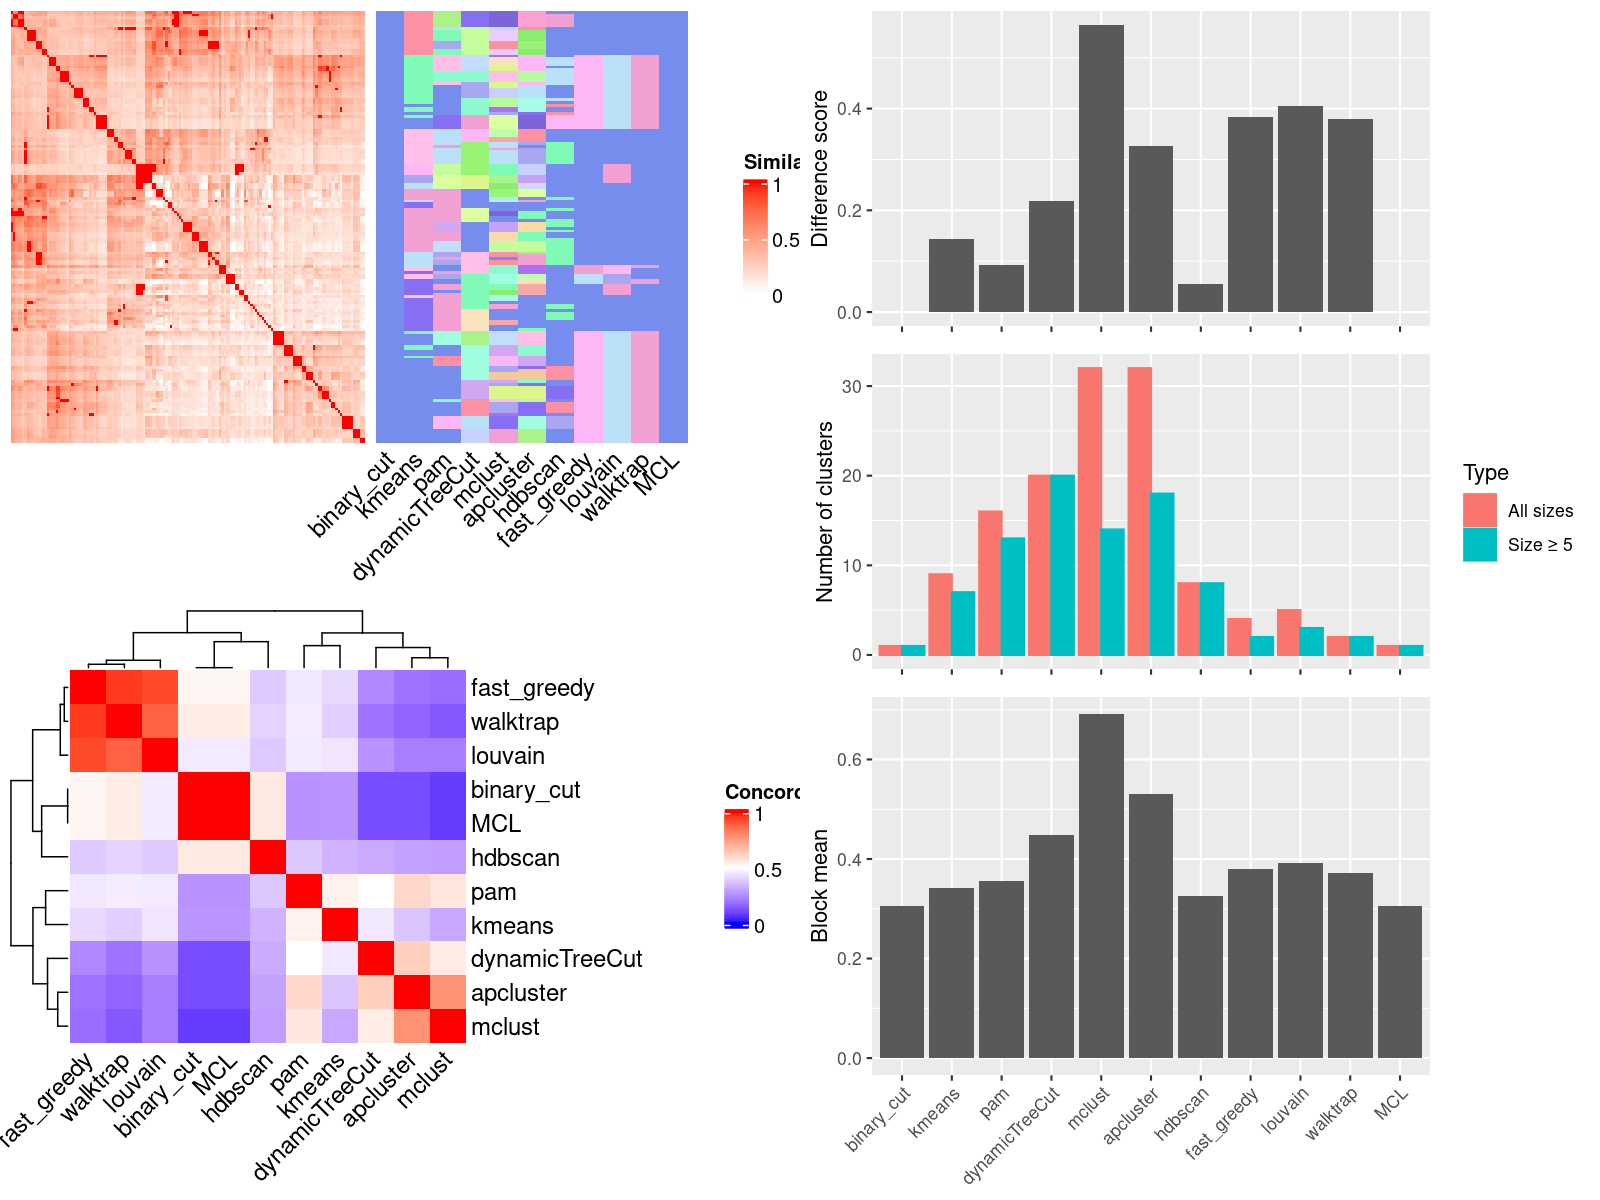 Simila
1
0.5
0
binary_cut
kmeans
pam
dynamicTreeCut
mclust
apcluster
hdbscan
fast_greedy
louvain
walktrap
MCL
fast_greedy
walktrap
louvain
binary_cut
MCL
hdbscan
pam
kmeans
dynamicTreeCut
apcluster
mclust
fast_greedy
walktrap
louvain
binary_cut
MCL
hdbscan
pam
kmeans
dynamicTreeCut
apcluster
mclust
Concord
1
0.5
0
Difference score
0.4
0.2
0.0
Number of clusters
30
20
10
0
Type
All sizes
Size ≥ 5
Block mean
0.6
0.4
0.2
0.0
binary_cut
kmeans
pam
dynamicTreeCut
mclust
apcluster
hdbscan
fast_greedy
louvain
walktrap
MCL